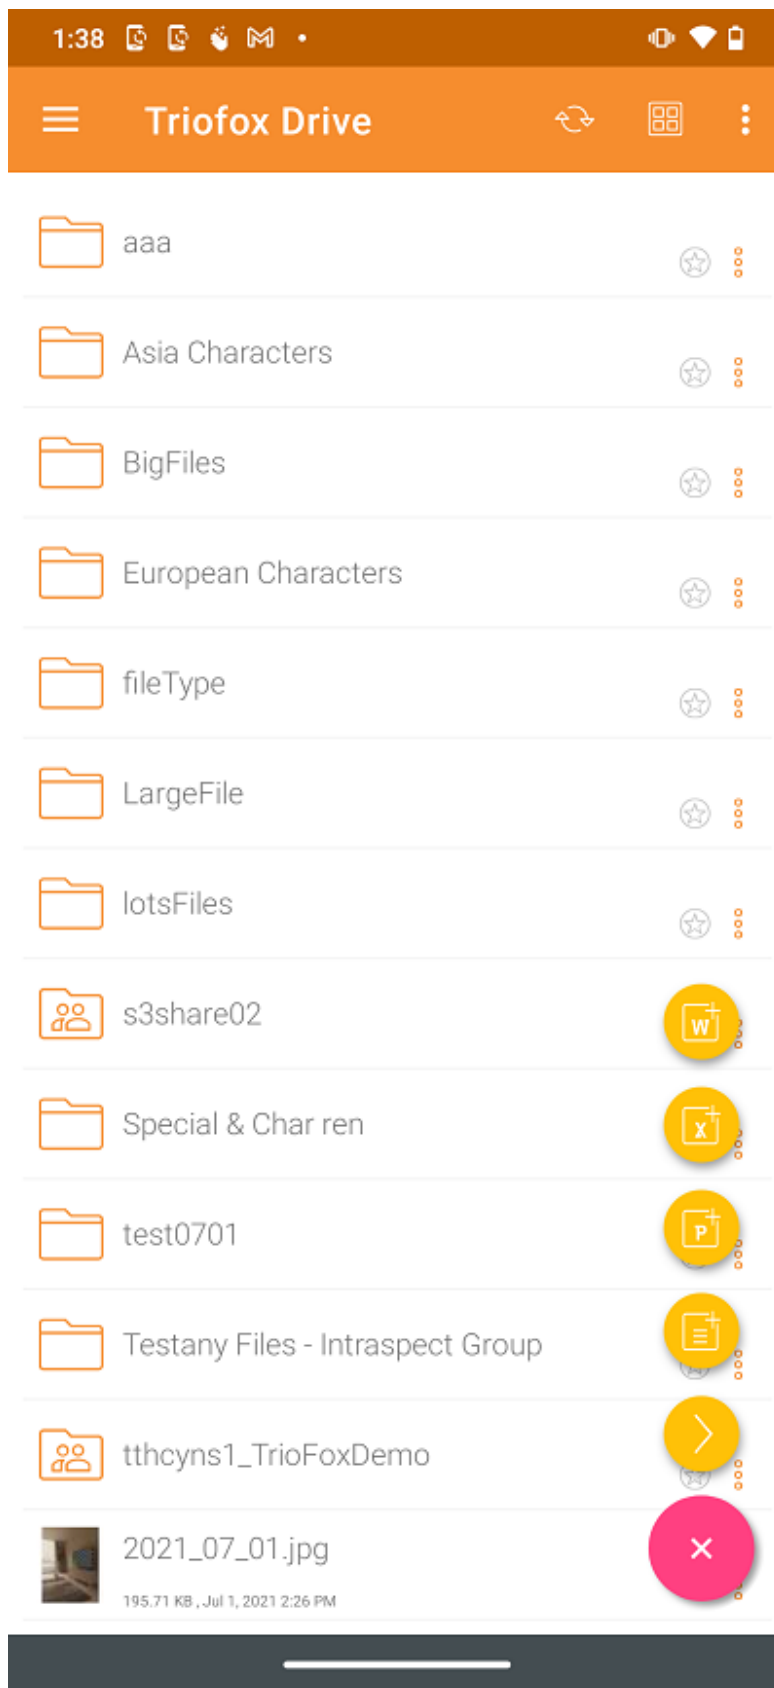 1:38
Triofox Drive
aaa
Asia Characters
BigFiles
European Characters
fileType
LargeFile
lotsFiles
s3share02
W
Special & Char ren
X
test0701
P
Testany Files - Intraspect Group
tthcyns1_TrioFoxDemo
2021_07_01.jpg
195.71 KB , Jul 1, 2021 2:26 PM